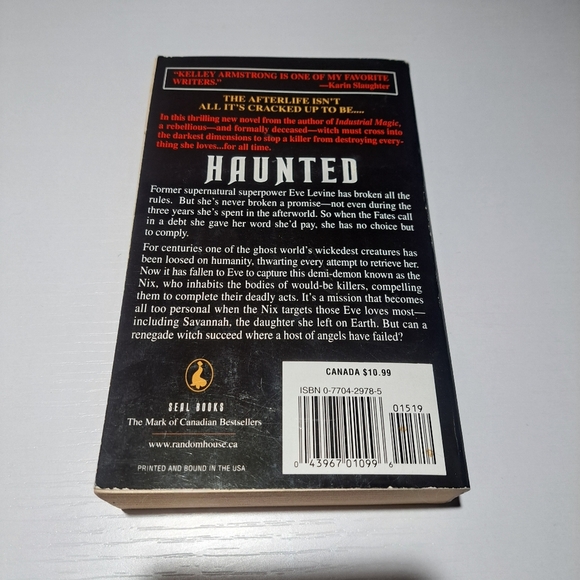 "KELLEY ARMSTRONG IS ONE OF MY FAVORITE
WRITERS." —Karin Slaughter
THE AFTERLIFE ISN'T
ALL IT'S CRACKED UP TO BE....
In this thrilling new novel from the author of Industrial Magic,
a rebellious—and formally deceased—witch must cross into
the darkest dimensions to stop a killer from destroying every-
thing she loves...for all time.
HAUNTED
Former supernatural superpower Eve Levine has broken all the
rules. But she's never broken a promise—not even during the
three years she's spent in the afterworld. So when the Fates call
in a debt she gave her word she'd pay, she has no choice but
to comply.
For centuries one of the ghost world's wickedest creatures has
been loosed on humanity, thwarting every attempt to retrieve her.
Now it has fallen to Eve to capture this demi-demon known as the
Nix, who inhabits the bodies of would-be killers, compelling
them to complete their deadly acts. It's a mission that becomes
all too personal when the Nix targets those Eve loves most—
including Savannah, the daughter she left on Earth. But can a
renegade witch succeed where a host of angels have failed?
SEAL BOOKS
The Mark of Canadian Bestsellers
www.randomhouse.ca
PRINTED AND BOUND IN THE USA
CANADA $10.99
ISBN 0-7704-2978-5
01519
0 43967 01099 6